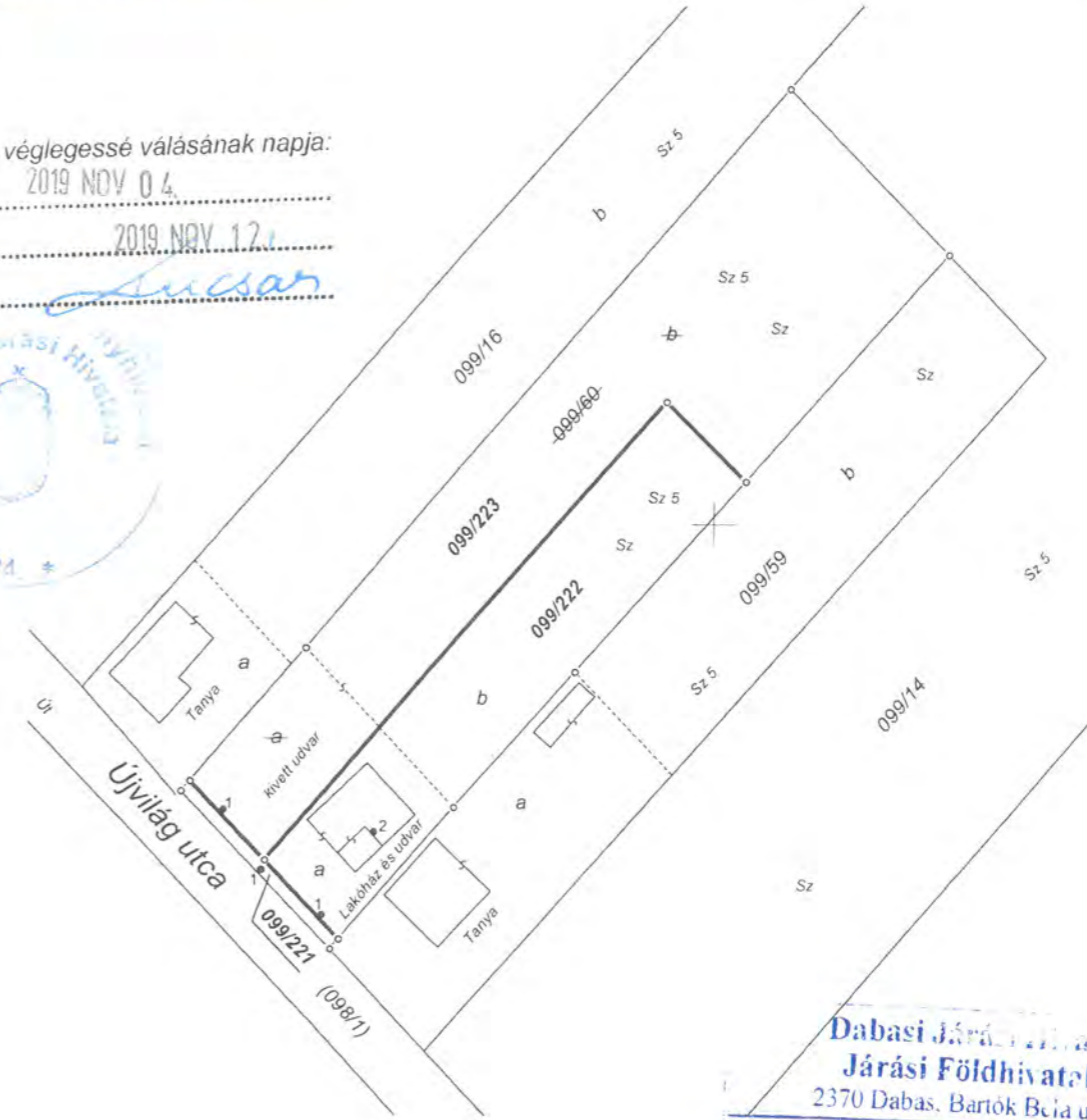 véglegessé válásának napja:
2019 NOV 04.
2019 NOV 12.
Sz 5
b
Sz 5
099/16
b
Sz
099/60
Sz
099/223
Sz 5
b
Sz
099/59
Sz 5
099/222
a
Tanya
Sz 5
b
099/14
Út
a
Kivett udvar
Újvilág utca
1
2
a
a
Lakóház és udvar
1
1
Sz
Tanya
099/221
(098/1)
Dabasi
Járási Földhivatal
2370 Dabas, Bartók Béla